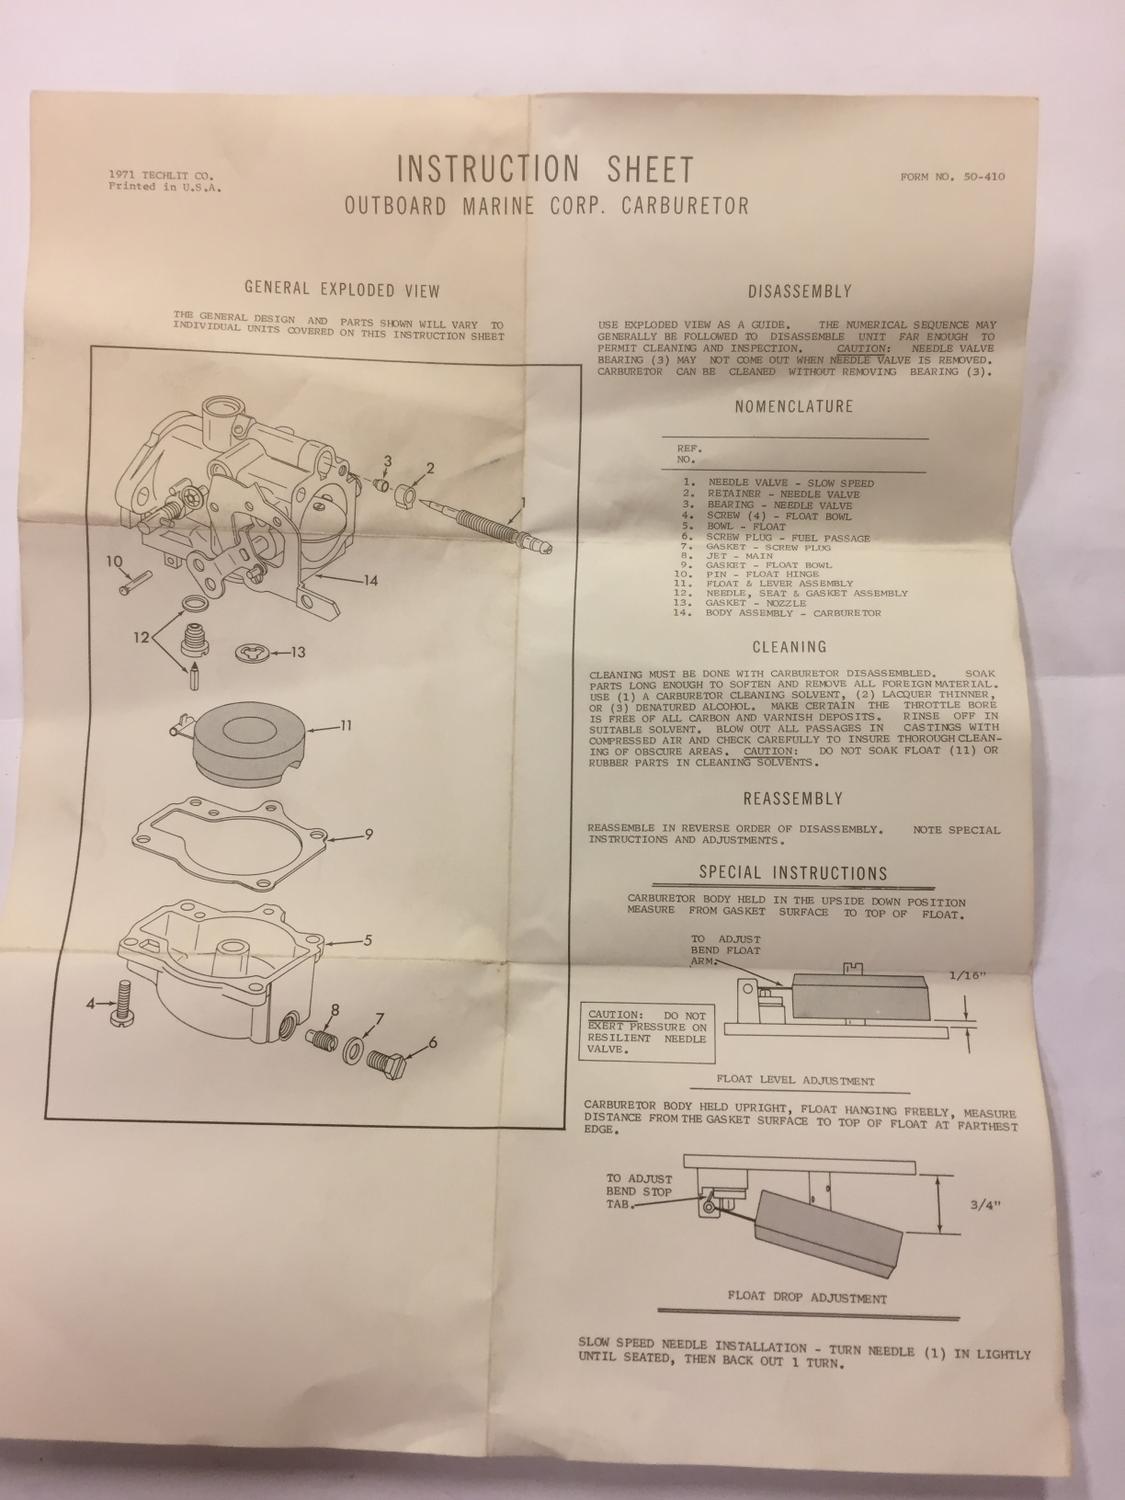 1971 TECHLIT CO.
Printed in U.S.A.
INSTRUCTION SHEET
OUTBOARD MARINE CORP. CARBURETOR
FORM NO. 50-410
GENERAL EXPLODED VIEW
THE GENERAL DESIGN AND PARTS SHOWN WILL VARY TO
INDIVIDUAL UNITS COVERED ON THIS INSTRUCTION SHEET
3
2
1
10
14
12
13
11
9
5
4
8
7
6
DISASSEMBLY
USE EXPLODED VIEW AS A GUIDE. THE NUMERICAL SEQUENCE MAY
GENERALLY BE FOLLOWED TO DISASSEMBLE UNIT FAR ENOUGH TO
PERMIT CLEANING AND INSPECTION. CAUTION: NEEDLE VALVE
BEARING (3) MAY NOT COME OUT WHEN NEEDLE VALVE IS REMOVED.
CARBURETOR CAN BE CLEANED WITHOUT REMOVING BEARING (3).
NOMENCLATURE
REF.
NO.
1. NEEDLE VALVE - SLOW SPEED
2. RETAINER - NEEDLE VALVE
3. BEARING - NEEDLE VALVE
4. SCREW (4) - FLOAT BOWL
5. BOWL - FLOAT
6. SCREW PLUG - FUEL PASSAGE
7. GASKET - SCREW PLUG
8. JET - MAIN
9. GASKET - FLOAT BOWL
10. PIN - FLOAT HINGE
11. FLOAT & LEVER ASSEMBLY
12. NEEDLE, SEAT & GASKET ASSEMBLY
13. GASKET - NOZZLE
14. BODY ASSEMBLY - CARBURETOR
CLEANING
CLEANING MUST BE DONE WITH CARBURETOR DISASSEMBLED. SOAK
PARTS LONG ENOUGH TO SOFTEN AND REMOVE ALL FOREIGN MATERIAL.
USE (1) A CARBURETOR CLEANING SOLVENT, (2) LACQUER THINNER,
OR (3) DENATURED ALCOHOL. MAKE CERTAIN THE THROTTLE BORE
IS FREE OF ALL CARBON AND VARNISH DEPOSITS. RINSE OFF IN
SUITABLE SOLVENT. BLOW OUT ALL PASSAGES IN CASTINGS WITH
COMPRESSED AIR AND CHECK CAREFULLY TO INSURE THOROUGH CLEAN-
ING OF OBSCURE AREAS. CAUTION: DO NOT SOAK FLOAT (11) OR
RUBBER PARTS IN CLEANING SOLVENTS.
REASSEMBLY
REASSEMBLE IN REVERSE ORDER OF DISASSEMBLY. NOTE SPECIAL
INSTRUCTIONS AND ADJUSTMENTS.
SPECIAL INSTRUCTIONS
CARBURETOR BODY HELD IN THE UPSIDE DOWN POSITION
MEASURE FROM GASKET SURFACE TO TOP OF FLOAT.
TO ADJUST
BEND FLOAT
ARM.
1/16"
CAUTION: DO NOT
EXERT PRESSURE ON
RESILIENT NEEDLE
VALVE.
FLOAT LEVEL ADJUSTMENT
CARBURETOR BODY HELD UPRIGHT, FLOAT HANGING FREELY, MEASURE
DISTANCE FROM THE GASKET SURFACE TO TOP OF FLOAT AT FARTHEST
EDGE.
TO ADJUST
BEND STOP
TAB.
3/4"
FLOAT DROP ADJUSTMENT
SLOW SPEED NEEDLE INSTALLATION - TURN NEEDLE (1) IN LIGHTLY
UNTIL SEATED, THEN BACK OUT 1 TURN.